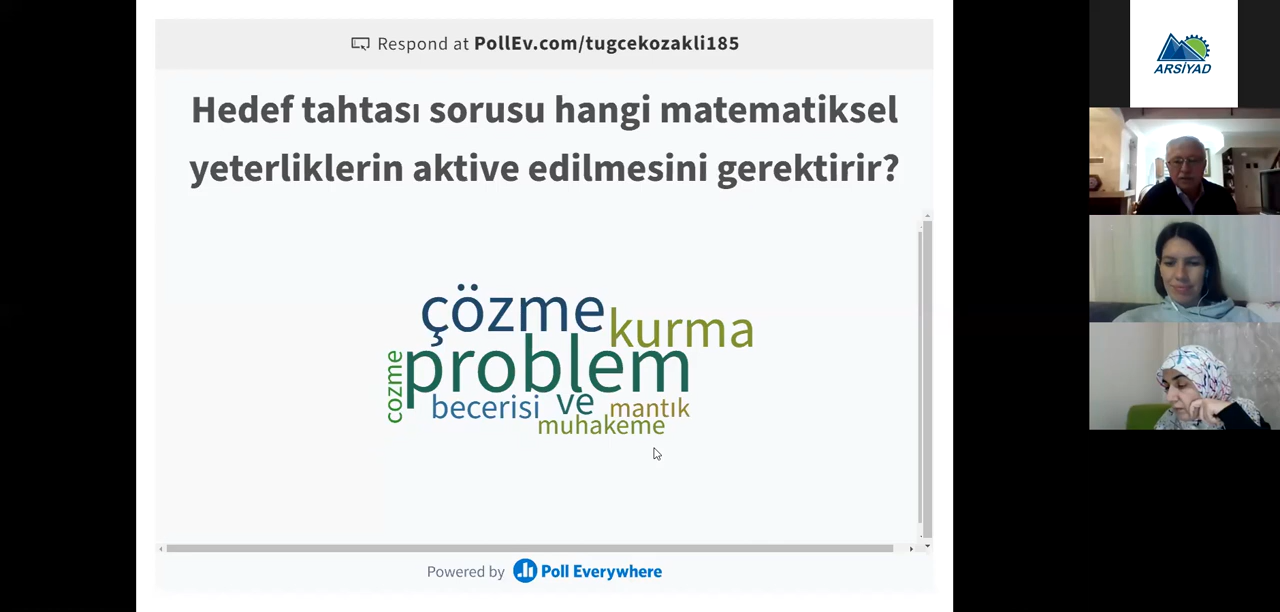 Respond at PollEv.com/tugcekozakli185
Hedef tahtası sorusu hangi matematiksel
yeterliklerin aktive edilmesini gerektirir?
çözme
kurma
cozme
problem
becerisi
ve
mantık
muhakeme
Powered by Poll Everywhere
ARSİYAD